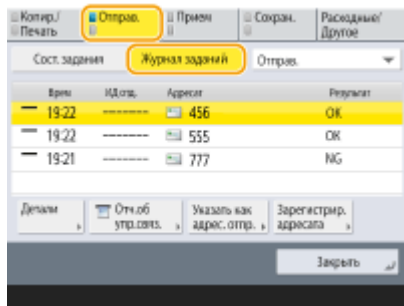 Копир./ Отправ. Прием Сохран. Расходные/
Печать Другое
Сост. задания Журнал заданий Отправ.
Время ИД отд. Адресат Результат
19:22 -------- 456 OK
19:22 -------- 555 OK
19:21 -------- 777 NG
Детали Отч.об Указать как Зарегистрир.
упр.связ. адрес. отпр. адресата
Закрыть